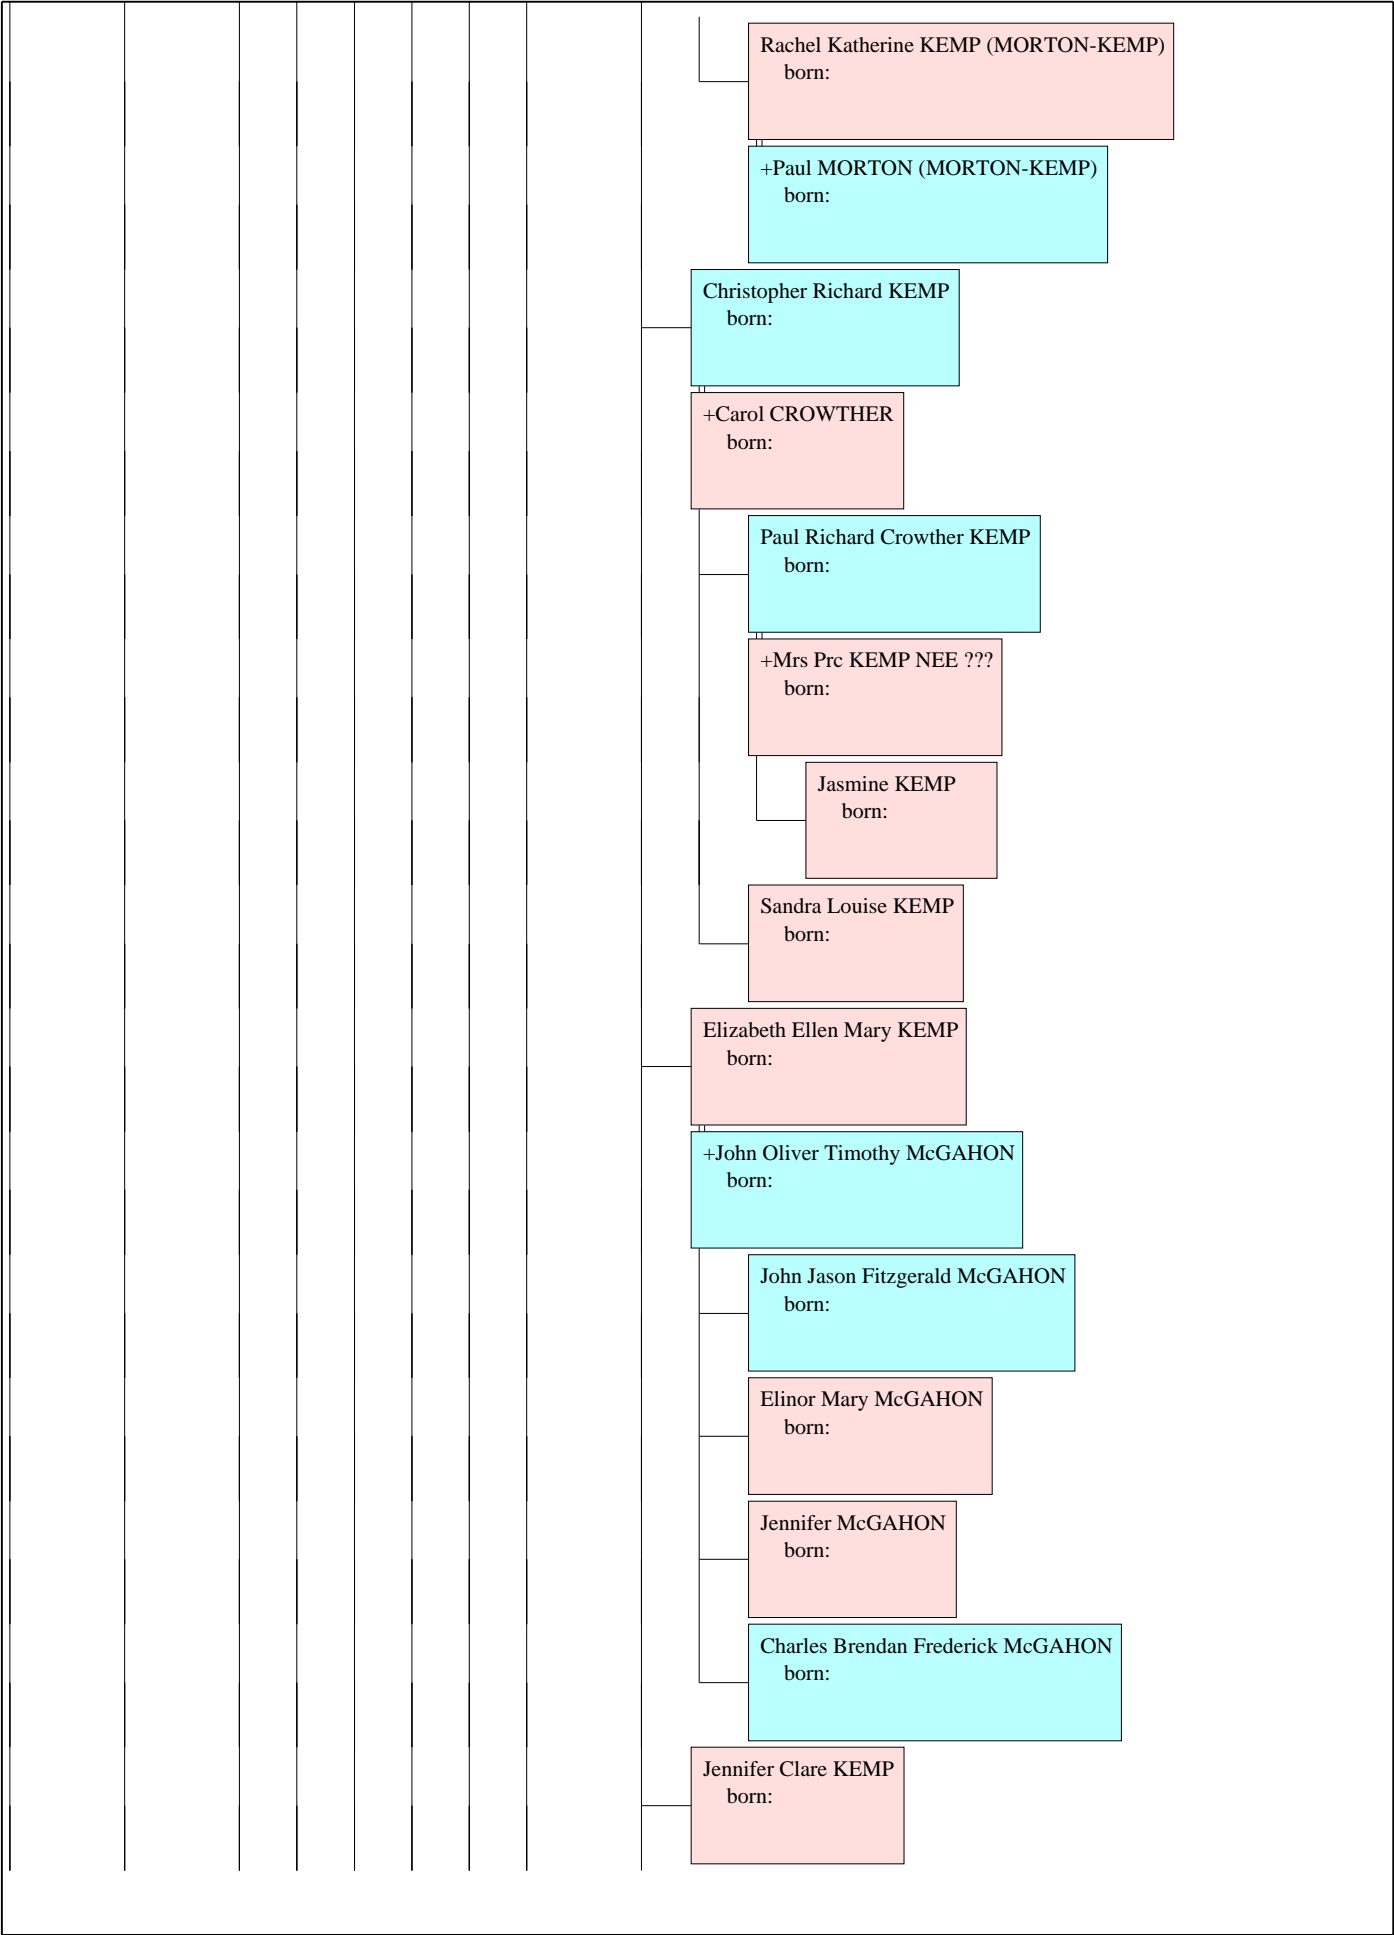 Rachel Katherine KEMP (MORTON-KEMP)
born:
+Paul MORTON (MORTON-KEMP)
born:
Christopher Richard KEMP
born:
+Carol CROWTHER
born:
Paul Richard Crowther KEMP
born:
+Mrs Prc KEMP NEE ???
born:
Jasmine KEMP
born:
Sandra Louise KEMP
born:
Elizabeth Ellen Mary KEMP
born:
+John Oliver Timothy McGAHON
born:
John Jason Fitzgerald McGAHON
born:
Elinor Mary McGAHON
born:
Jennifer McGAHON
born:
Charles Brendan Frederick McGAHON
born:
Jennifer Clare KEMP
born: